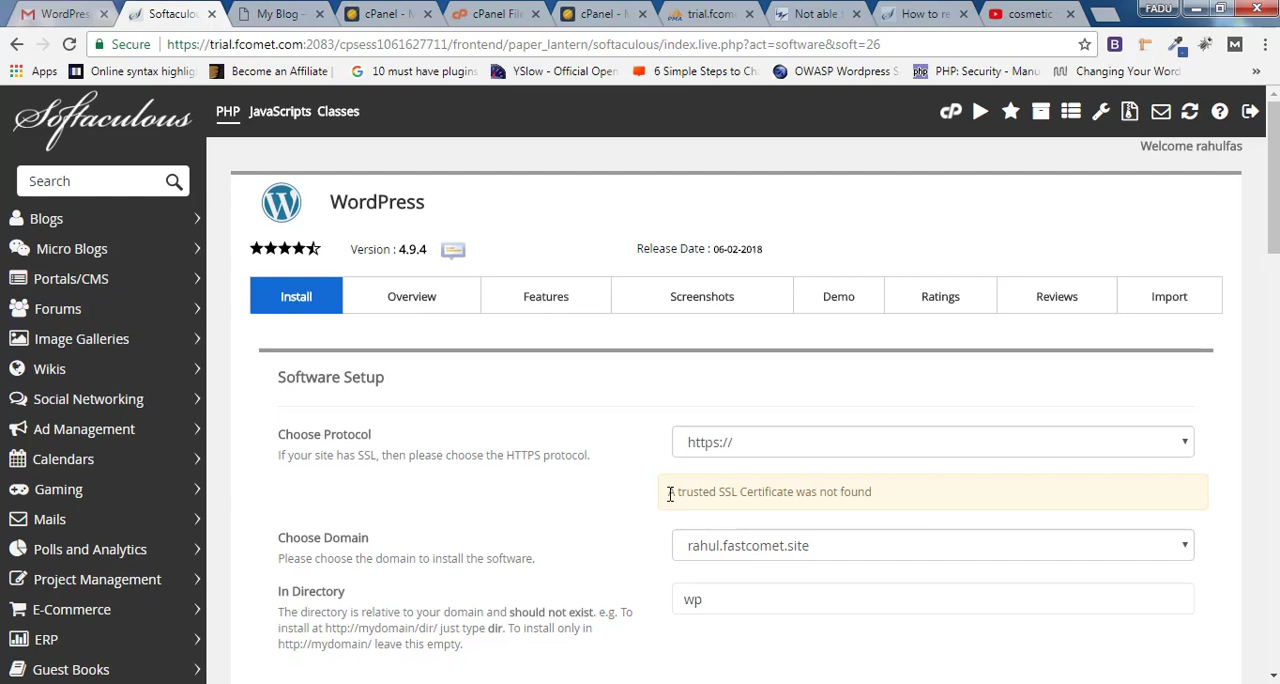 WordPress
Softaculou
My Blog -
cPanel - M
cPanel File
cPanel - M
trial.fcom
Not able
How to re
cosmetic
FADU
Secure
https://trial.fcomet.com:2083/cpsess1061627711/frontend/paper_lantern/softaculous/index.live.php?act=software&soft=26
Apps
Online syntax highlig
Become an Affiliate
10 must have plugins
YSlow - Official Open
6 Simple Steps to Ch
OWASP Wordpress S
PHP: Security - Manu
Changing Your Word
»
Softaculous
PHP
JavaScripts
Classes
Welcome rahulfas
Search
Blogs
Micro Blogs
Portals/CMS
Forums
Image Galleries
Wikis
Social Networking
Ad Management
Calendars
Gaming
Mails
Polls and Analytics
Project Management
E-Commerce
ERP
Guest Books
WordPress
Version : 4.9.4
Release Date : 06-02-2018
Install
Overview
Features
Screenshots
Demo
Ratings
Reviews
Import
Software Setup
Choose Protocol
If your site has SSL, then please choose the HTTPS protocol.
https://
A trusted SSL Certificate was not found
Choose Domain
Please choose the domain to install the software.
rahul.fastcomet.site
In Directory
The directory is relative to your domain and should not exist. e.g. To
install at http://mydomain/dir/ just type dir. To install only in
http://mydomain/ leave this empty.
wp